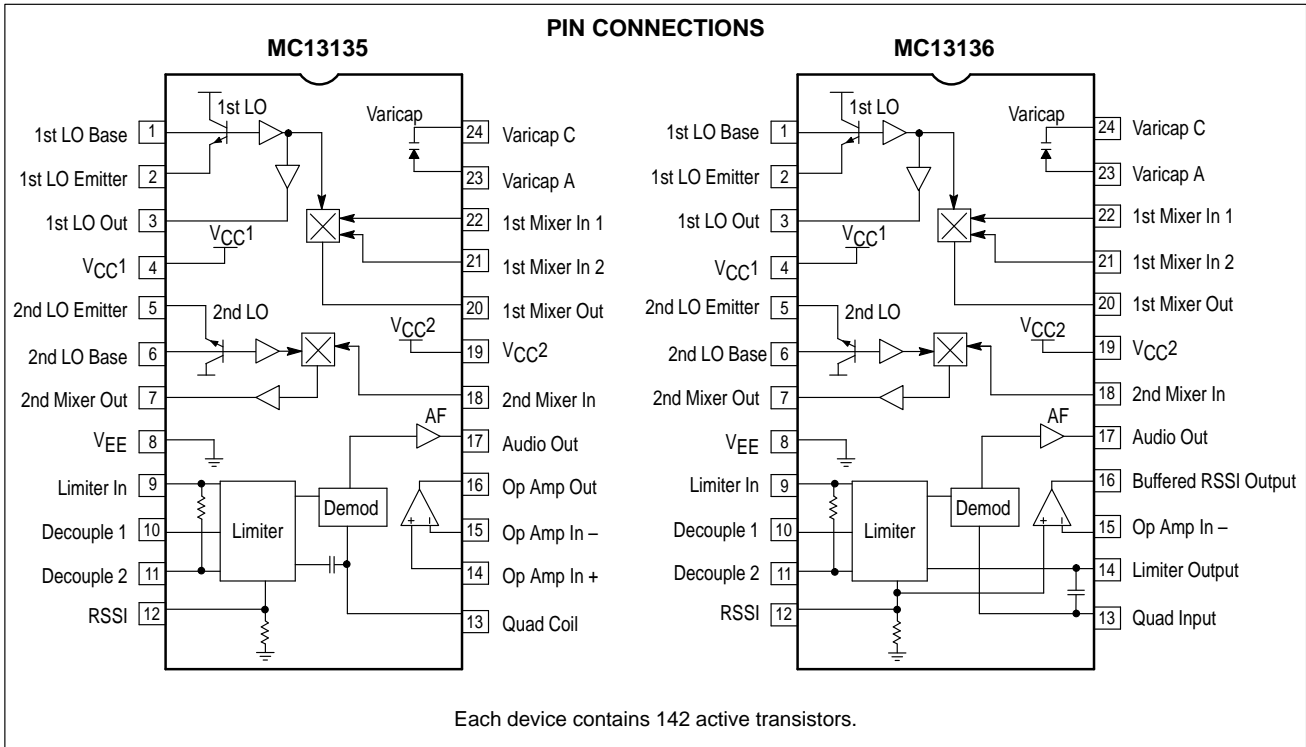 PIN CONNECTIONS
MC13135
1st LO
Varicap
1st LO Base 1
24 Varicap C
1st LO Emitter 2
23 Varicap A
1st LO Out 3
22 1st Mixer In 1
VCC1
VCC1 4
21 1st Mixer In 2
2nd LO Emitter 5
20 1st Mixer Out
2nd LO
VCC2
2nd LO Base 6
19 VCC2
2nd Mixer Out 7
18 2nd Mixer In
AF
VEE 8
17 Audio Out
Limiter In 9
16 Op Amp Out
Limiter
Demod
Decouple 1 10
+ –
15 Op Amp In –
Decouple 2 11
14 Op Amp In +
RSSI 12
13 Quad Coil
MC13136
1st LO
Varicap
1st LO Base 1
24 Varicap C
1st LO Emitter 2
23 Varicap A
1st LO Out 3
22 1st Mixer In 1
VCC1
VCC1 4
21 1st Mixer In 2
2nd LO Emitter 5
20 1st Mixer Out
2nd LO
VCC2
2nd LO Base 6
19 VCC2
2nd Mixer Out 7
18 2nd Mixer In
AF
VEE 8
17 Audio Out
Limiter In 9
16 Buffered RSSI Output
Limiter
Demod
Decouple 1 10
+ –
15 Op Amp In –
Decouple 2 11
14 Limiter Output
RSSI 12
13 Quad Input
Each device contains 142 active transistors.